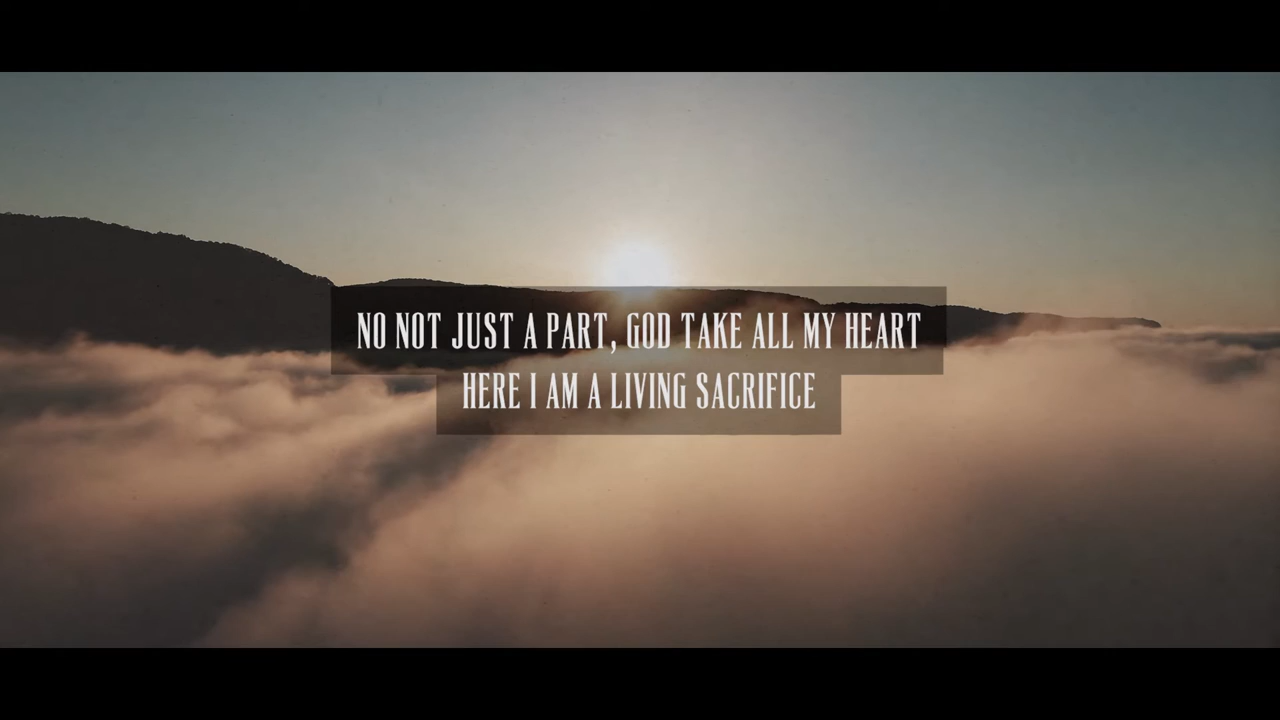 NO NOT JUST A PART, GOD TAKE ALL MY HEART
HERE I AM A LIVING SACRIFICE